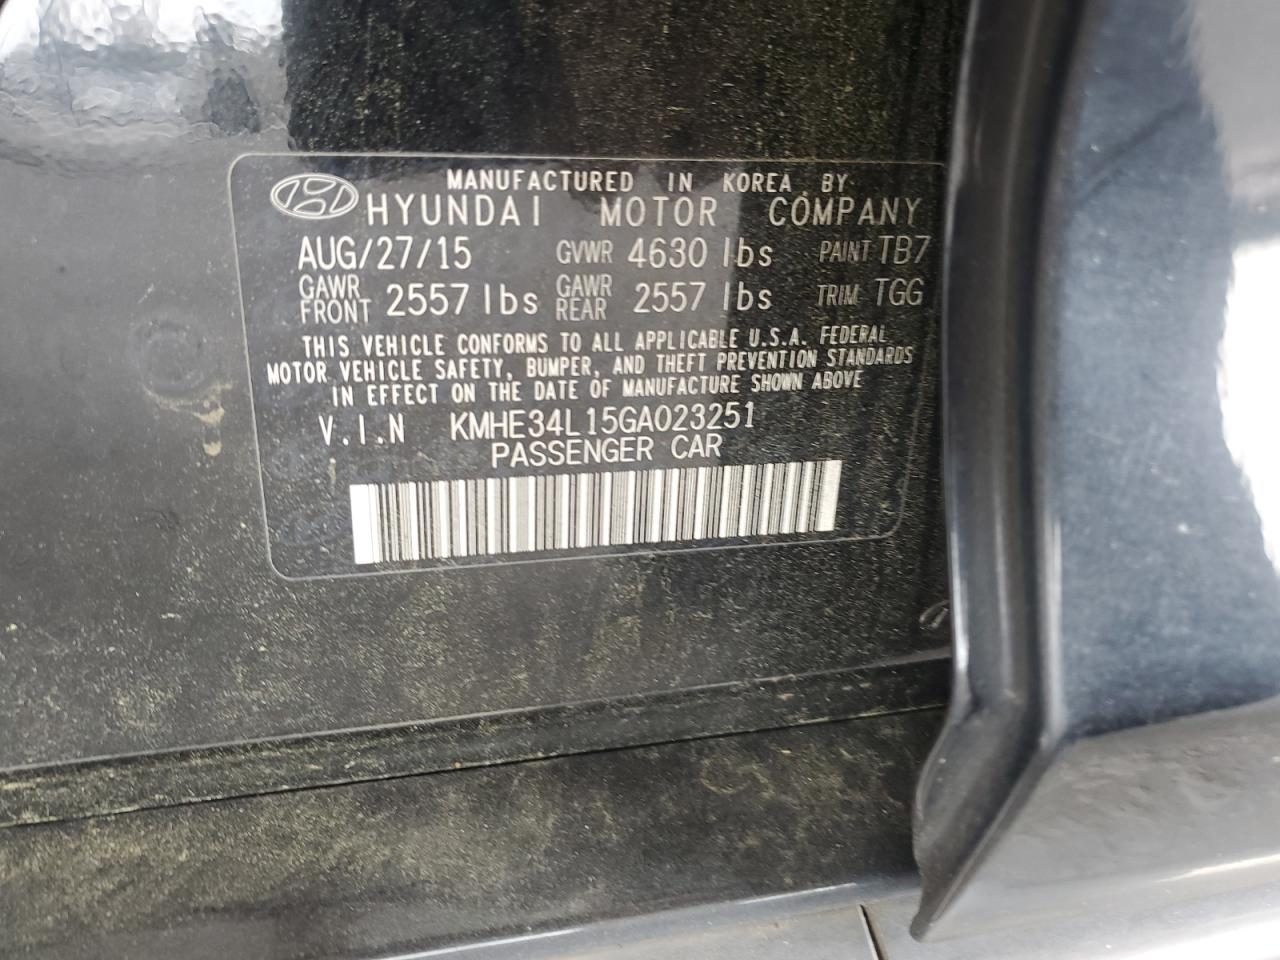 MANUFACTURED IN KOREA BY
HYUNDAI MOTOR COMPANY
AUG/27/15 GVWR 4630 lbs PAINT TB7
GAWR FRONT 2557 lbs GAWR REAR 2557 lbs TRIM TGG
THIS VEHICLE CONFORMS TO ALL APPLICABLE U.S.A. FEDERAL
MOTOR VEHICLE SAFETY, BUMPER, AND THEFT PREVENTION STANDARDS
IN EFFECT ON THE DATE OF MANUFACTURE SHOWN ABOVE
V.I.N KMHE34L15GA023251
PASSENGER CAR